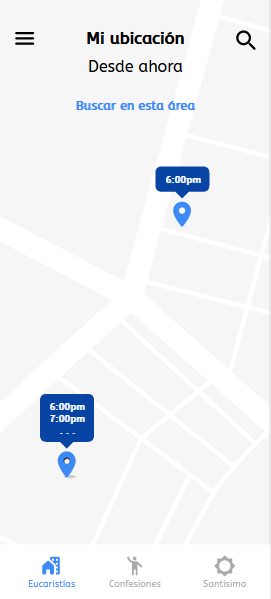 Mi ubicación
Desde ahora
Buscar en esta área
6:00pm
6:00pm
7:00pm
- - -
Eucaristías
Confesiones
Santísimo